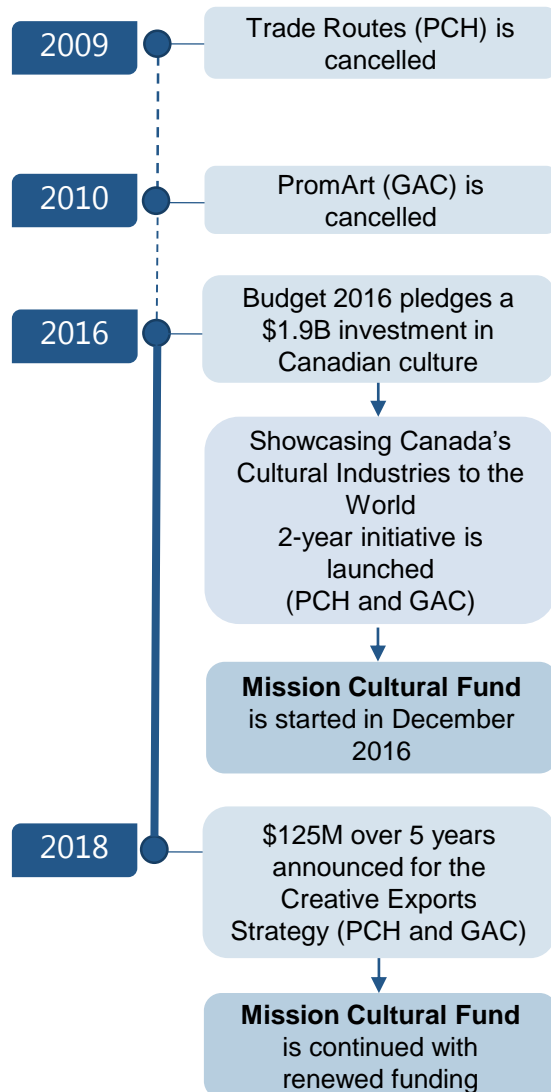 2009
Trade Routes (PCH) is
cancelled
2010
PromArt (GAC) is
cancelled
2016
Budget 2016 pledges a
$1.9B investment in
Canadian culture
Showcasing Canada’s
Cultural Industries to the
World
2-year initiative is
launched
(PCH and GAC)
Mission Cultural Fund
is started in December
2016
2018
$125M over 5 years
announced for the
Creative Exports
Strategy (PCH and GAC)
Mission Cultural Fund
is continued with
renewed funding